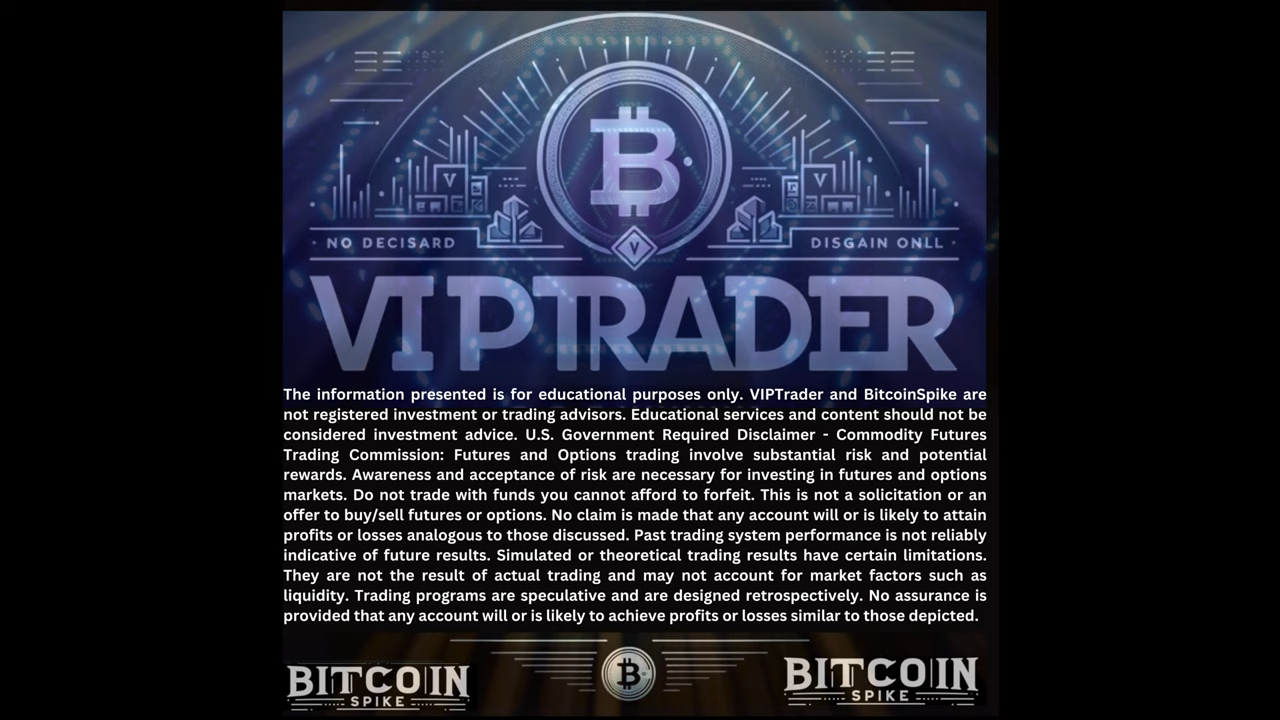 NO DECISARD
DISGAIN ONLL
VIPTRADER
The information presented is for educational purposes only. VIPTrader and BitcoinSpike are
not registered investment or trading advisors. Educational services and content should not be
considered investment advice. U.S. Government Required Disclaimer - Commodity Futures
Trading Commission: Futures and Options trading involve substantial risk and potential
rewards. Awareness and acceptance of risk are necessary for investing in futures and options
markets. Do not trade with funds you cannot afford to forfeit. This is not a solicitation or an
offer to buy/sell futures or options. No claim is made that any account will or is likely to attain
profits or losses analogous to those discussed. Past trading system performance is not reliably
indicative of future results. Simulated or theoretical trading results have certain limitations.
They are not the result of actual trading and may not account for market factors such as
liquidity. Trading programs are speculative and are designed retrospectively. No assurance is
provided that any account will or is likely to achieve profits or losses similar to those depicted.
BITCOIN
SPIKE
BITCOIN
SPIKE